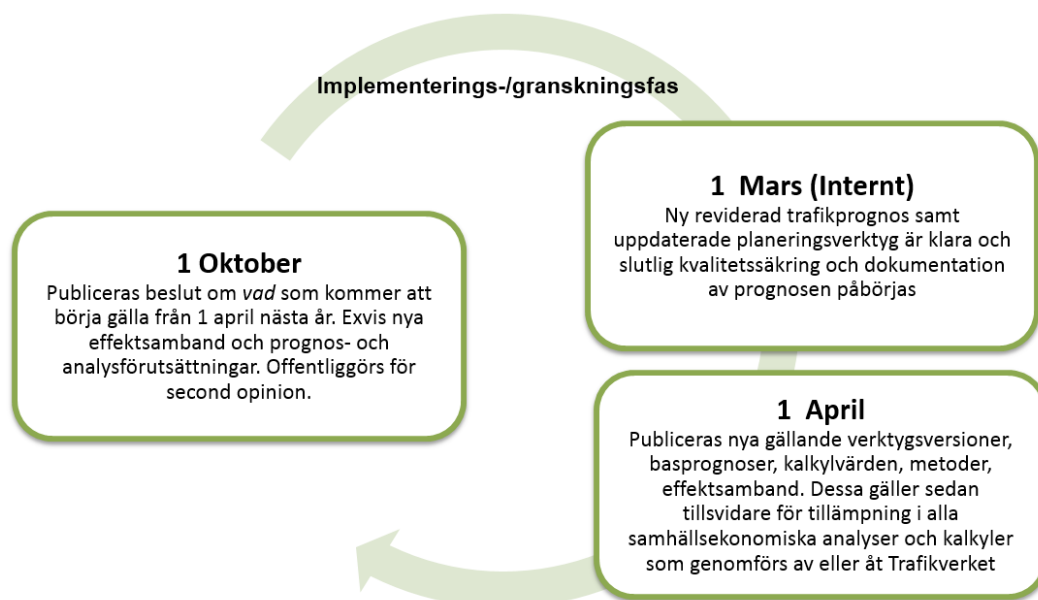 Implementerings-/granskningsfas
1 Oktober
Publiceras beslut om vad som kommer att
börja gälla från 1 april nästa år. Exvis nya
effektsamband och prognos- och
analysförutsättningar. Offentliggörs för
second opinion.
1 Mars (Internt)
Ny reviderad trafikprognos samt
uppdaterade planeringsverktyg är klara och
slutlig kvalitetssäkring och dokumentation
av prognosen påbörjas
1 April
Publiceras nya gällande verktygsversioner,
basprognoser, kalkylvärden, metoder,
effektsamband. Dessa gäller sedan
tillsvidare för tillämpning i alla
samhällsekonomiska analyser och kalkyler
som genomförs av eller åt Trafikverket